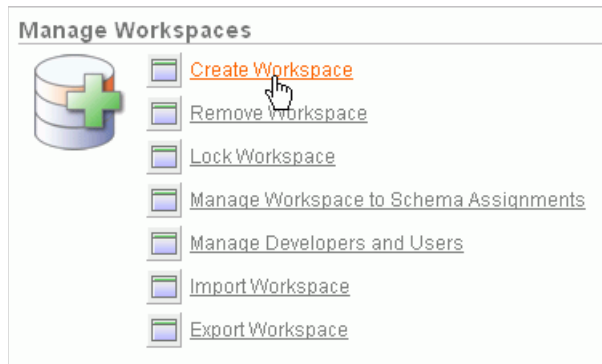 Manage Workspaces
Create Workspace
Remove Workspace
Lock Workspace
Manage Workspace to Schema Assignments
Manage Developers and Users
Import Workspace
Export Workspace